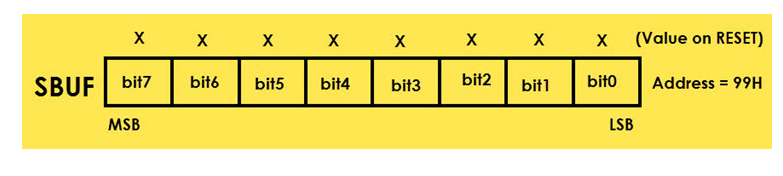 X X X X X X X X (Value on RESET)
SBUF bit7 bit6 bit5 bit4 bit3 bit2 bit1 bit0 Address = 99H
MSB LSB